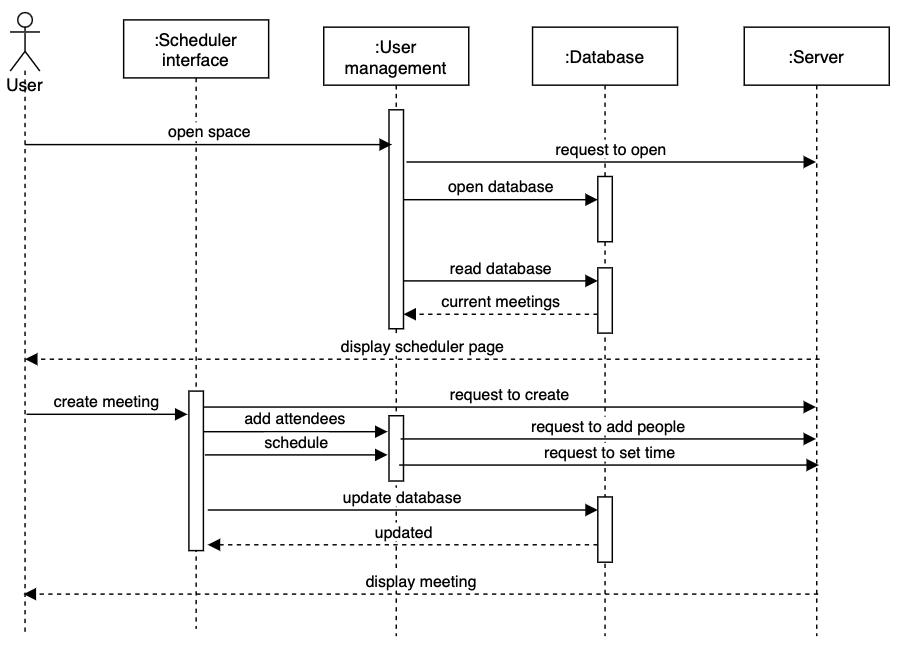 :Scheduler
interface
:User
management
:Database
:Server
User
open space
request to open
open database
read database
current meetings
display scheduler page
create meeting
request to create
add attendees
request to add people
schedule
request to set time
update database
updated
display meeting